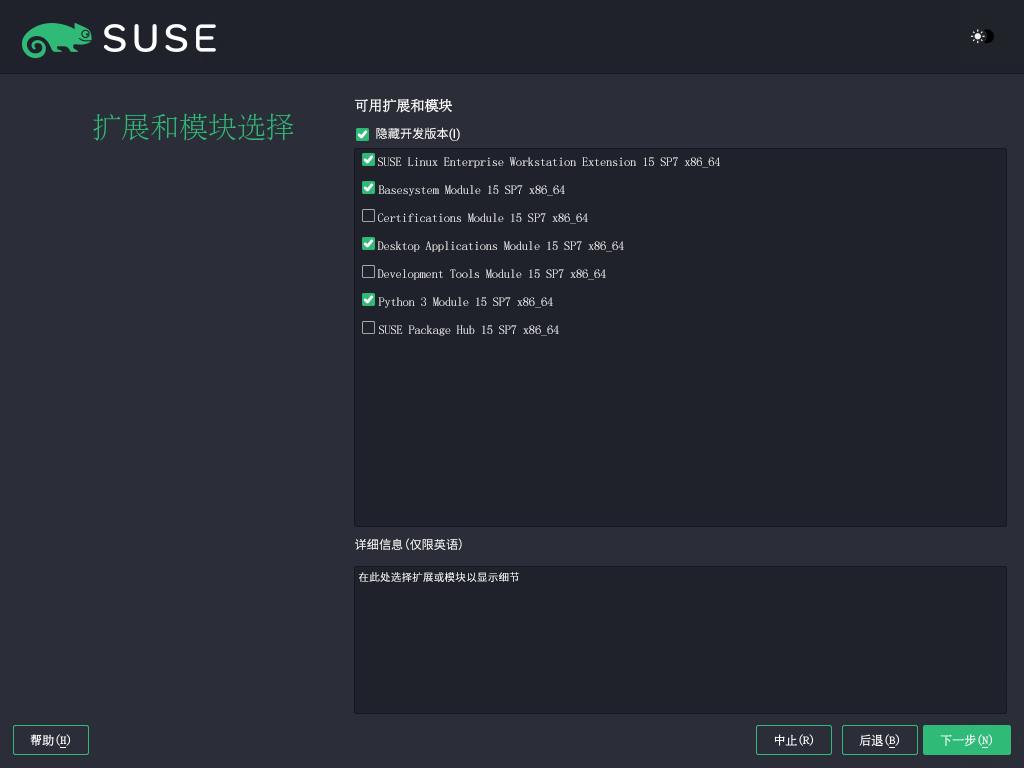 SUSE
扩展和模块选择
可用扩展和模块
隐藏开发版本(I)
SUSE Linux Enterprise Workstation Extension 15 SP7 x86_64
Basesystem Module 15 SP7 x86_64
Certifications Module 15 SP7 x86_64
Desktop Applications Module 15 SP7 x86_64
Development Tools Module 15 SP7 x86_64
Python 3 Module 15 SP7 x86_64
SUSE Package Hub 15 SP7 x86_64
详细信息(仅限英语)
在此处选择扩展或模块以显示细节
帮助(H)
中止(R)
后退(B)
下一步(N)